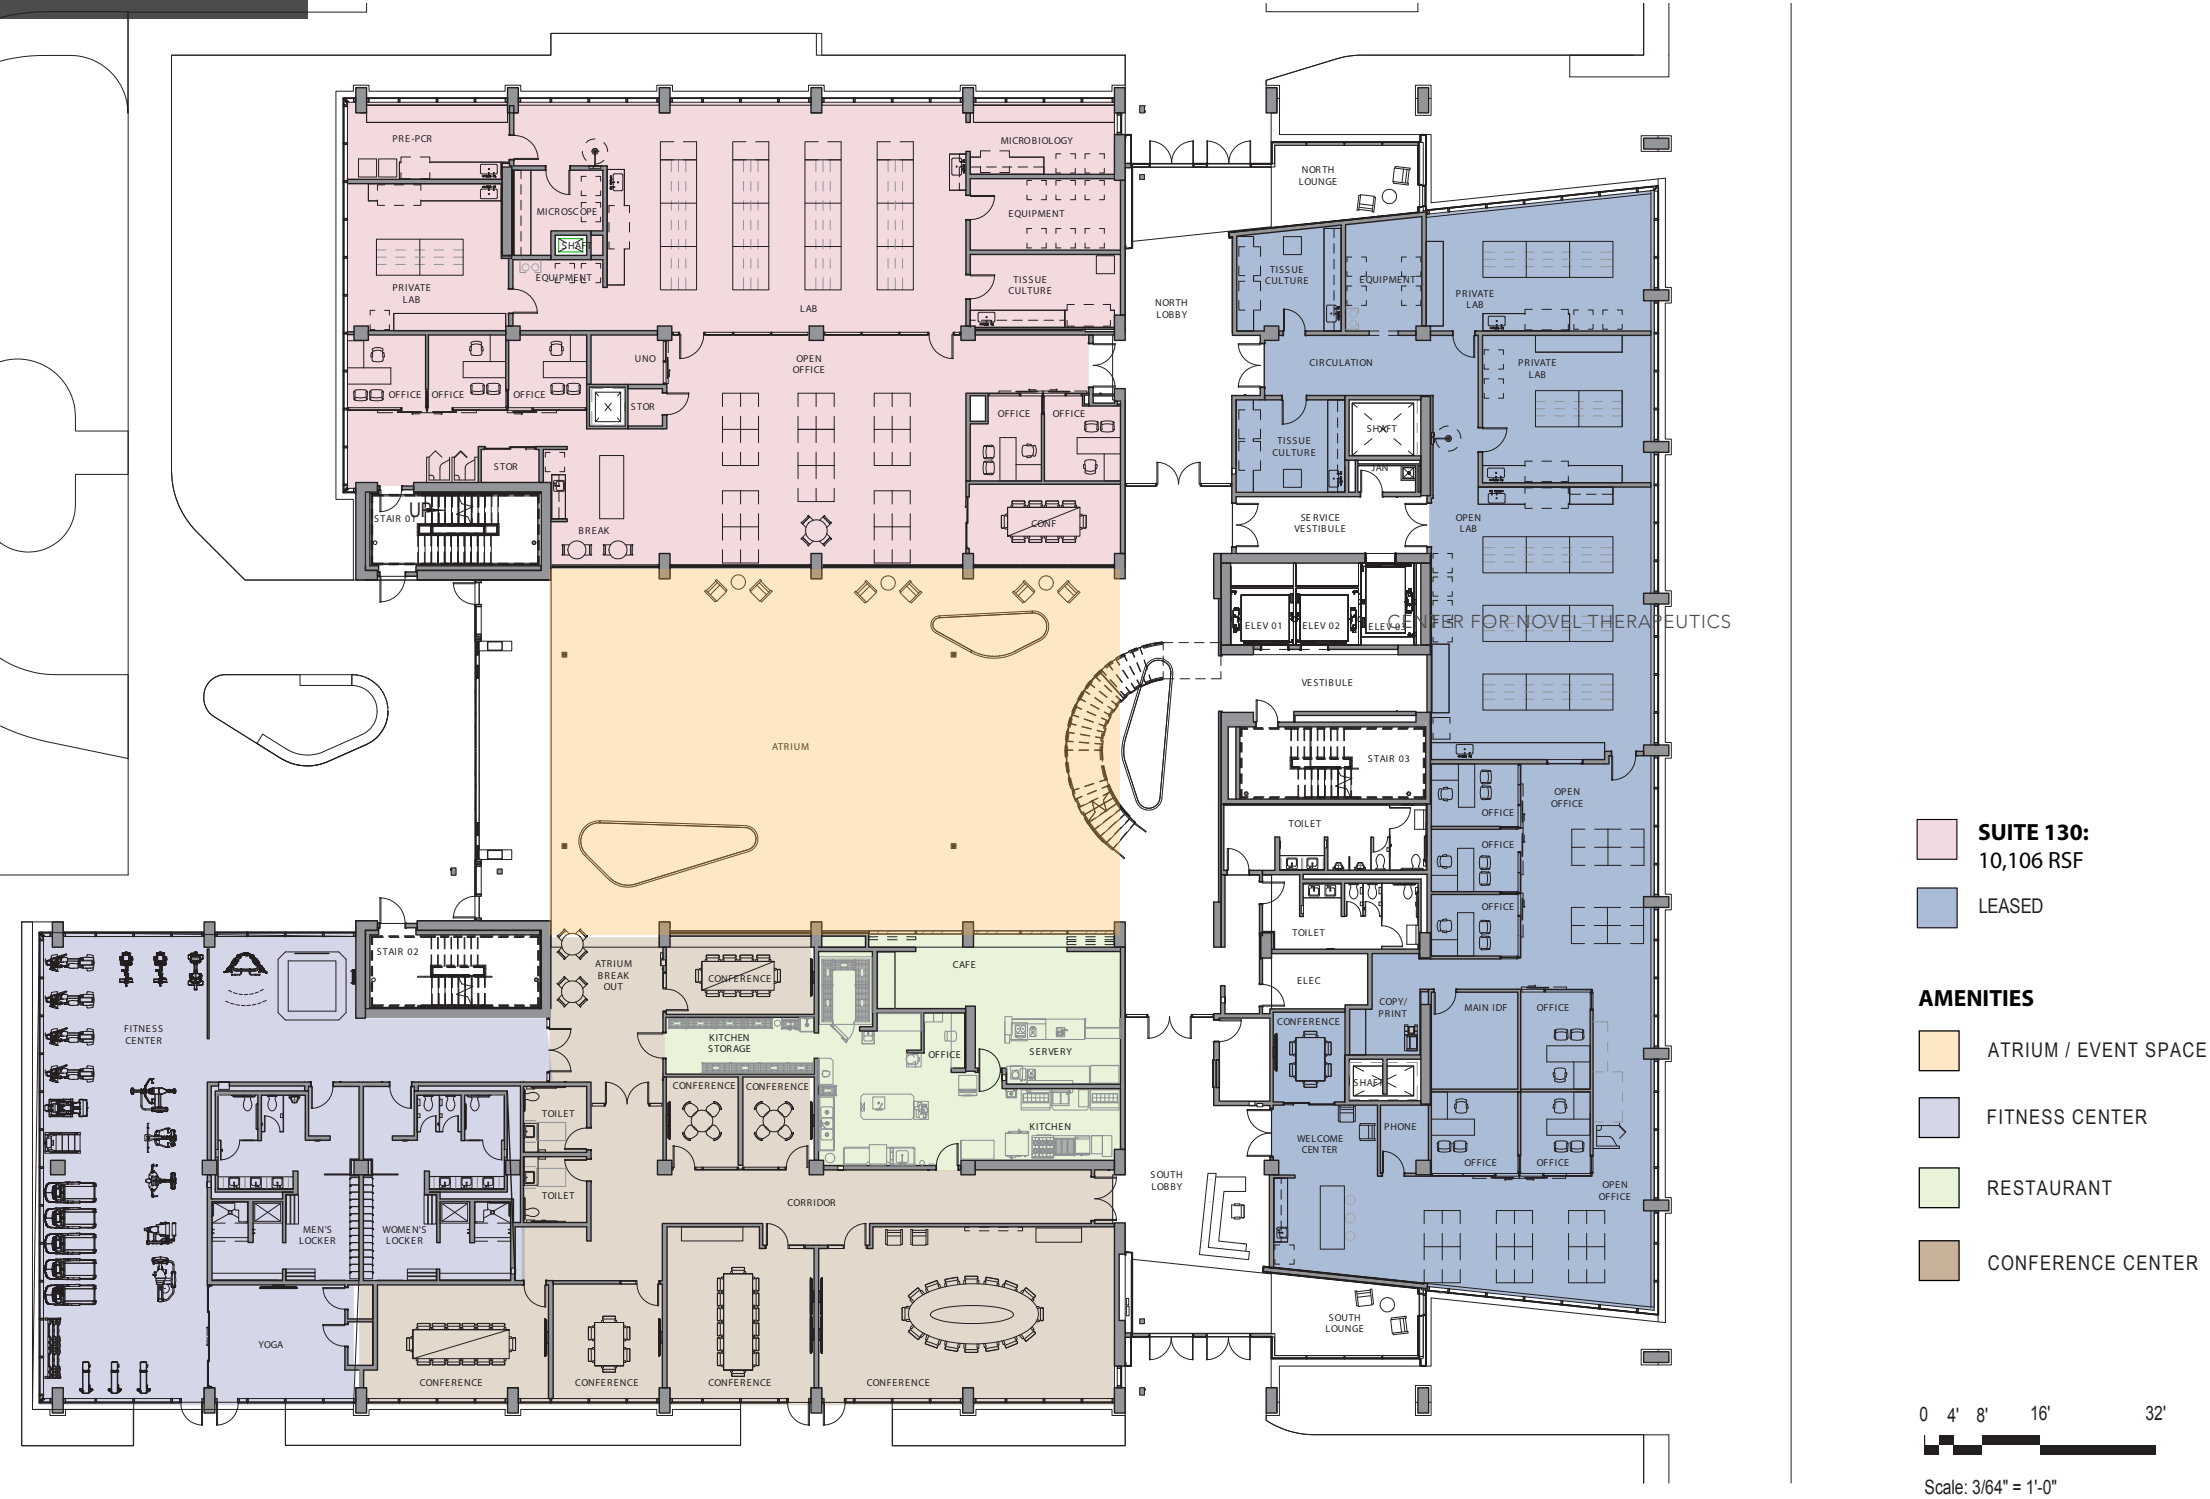 PRE-PCR
MICROBIOLOGY
MICROSCOPE
SHAFT
EQUIPMENT
PRIVATE
LAB
EQUIPMENT
TISSUE
CULTURE
LAB
NORTH
LOUNGE
NORTH
LOBBY
TISSUE
CULTURE
EQUIPMENT
PRIVATE
LAB
OFFICE
OFFICE
OFFICE
UNO
STOR
OPEN
OFFICE
OFFICE
OFFICE
CIRCULATION
PRIVATE
LAB
TISSUE
CULTURE
SHAFT
JAN
STOR
STAIR 01
UP
BREAK
CONF
SERVICE
VESTIBULE
OPEN
LAB
ELEV 01
ELEV 02
ELEV 03
CENTER FOR NOVEL THERAPEUTICS
VESTIBULE
ATRIUM
STAIR 03
OPEN
OFFICE
OFFICE
TOILET
OFFICE
OFFICE
TOILET
STAIR 02
ATRIUM
BREAK
OUT
CONFERENCE
CAFE
ELEC
FITNESS
CENTER
KITCHEN
STORAGE
OFFICE
SERVERY
CONFERENCE
COPY/
PRINT
MAIN IDF
OFFICE
CONFERENCE
CONFERENCE
SHAFT
TOILET
KITCHEN
WELCOME
CENTER
PHONE
OFFICE
OFFICE
TOILET
CORRIDOR
SOUTH
LOBBY
OPEN
OFFICE
MEN'S
LOCKER
WOMEN'S
LOCKER
YOGA
CONFERENCE
CONFERENCE
CONFERENCE
CONFERENCE
SOUTH
LOUNGE
SUITE 130:
10,106 RSF
LEASED
AMENITIES
ATRIUM / EVENT SPACE
FITNESS CENTER
RESTAURANT
CONFERENCE CENTER
0 4' 8' 16' 32'
Scale: 3/64" = 1'-0"